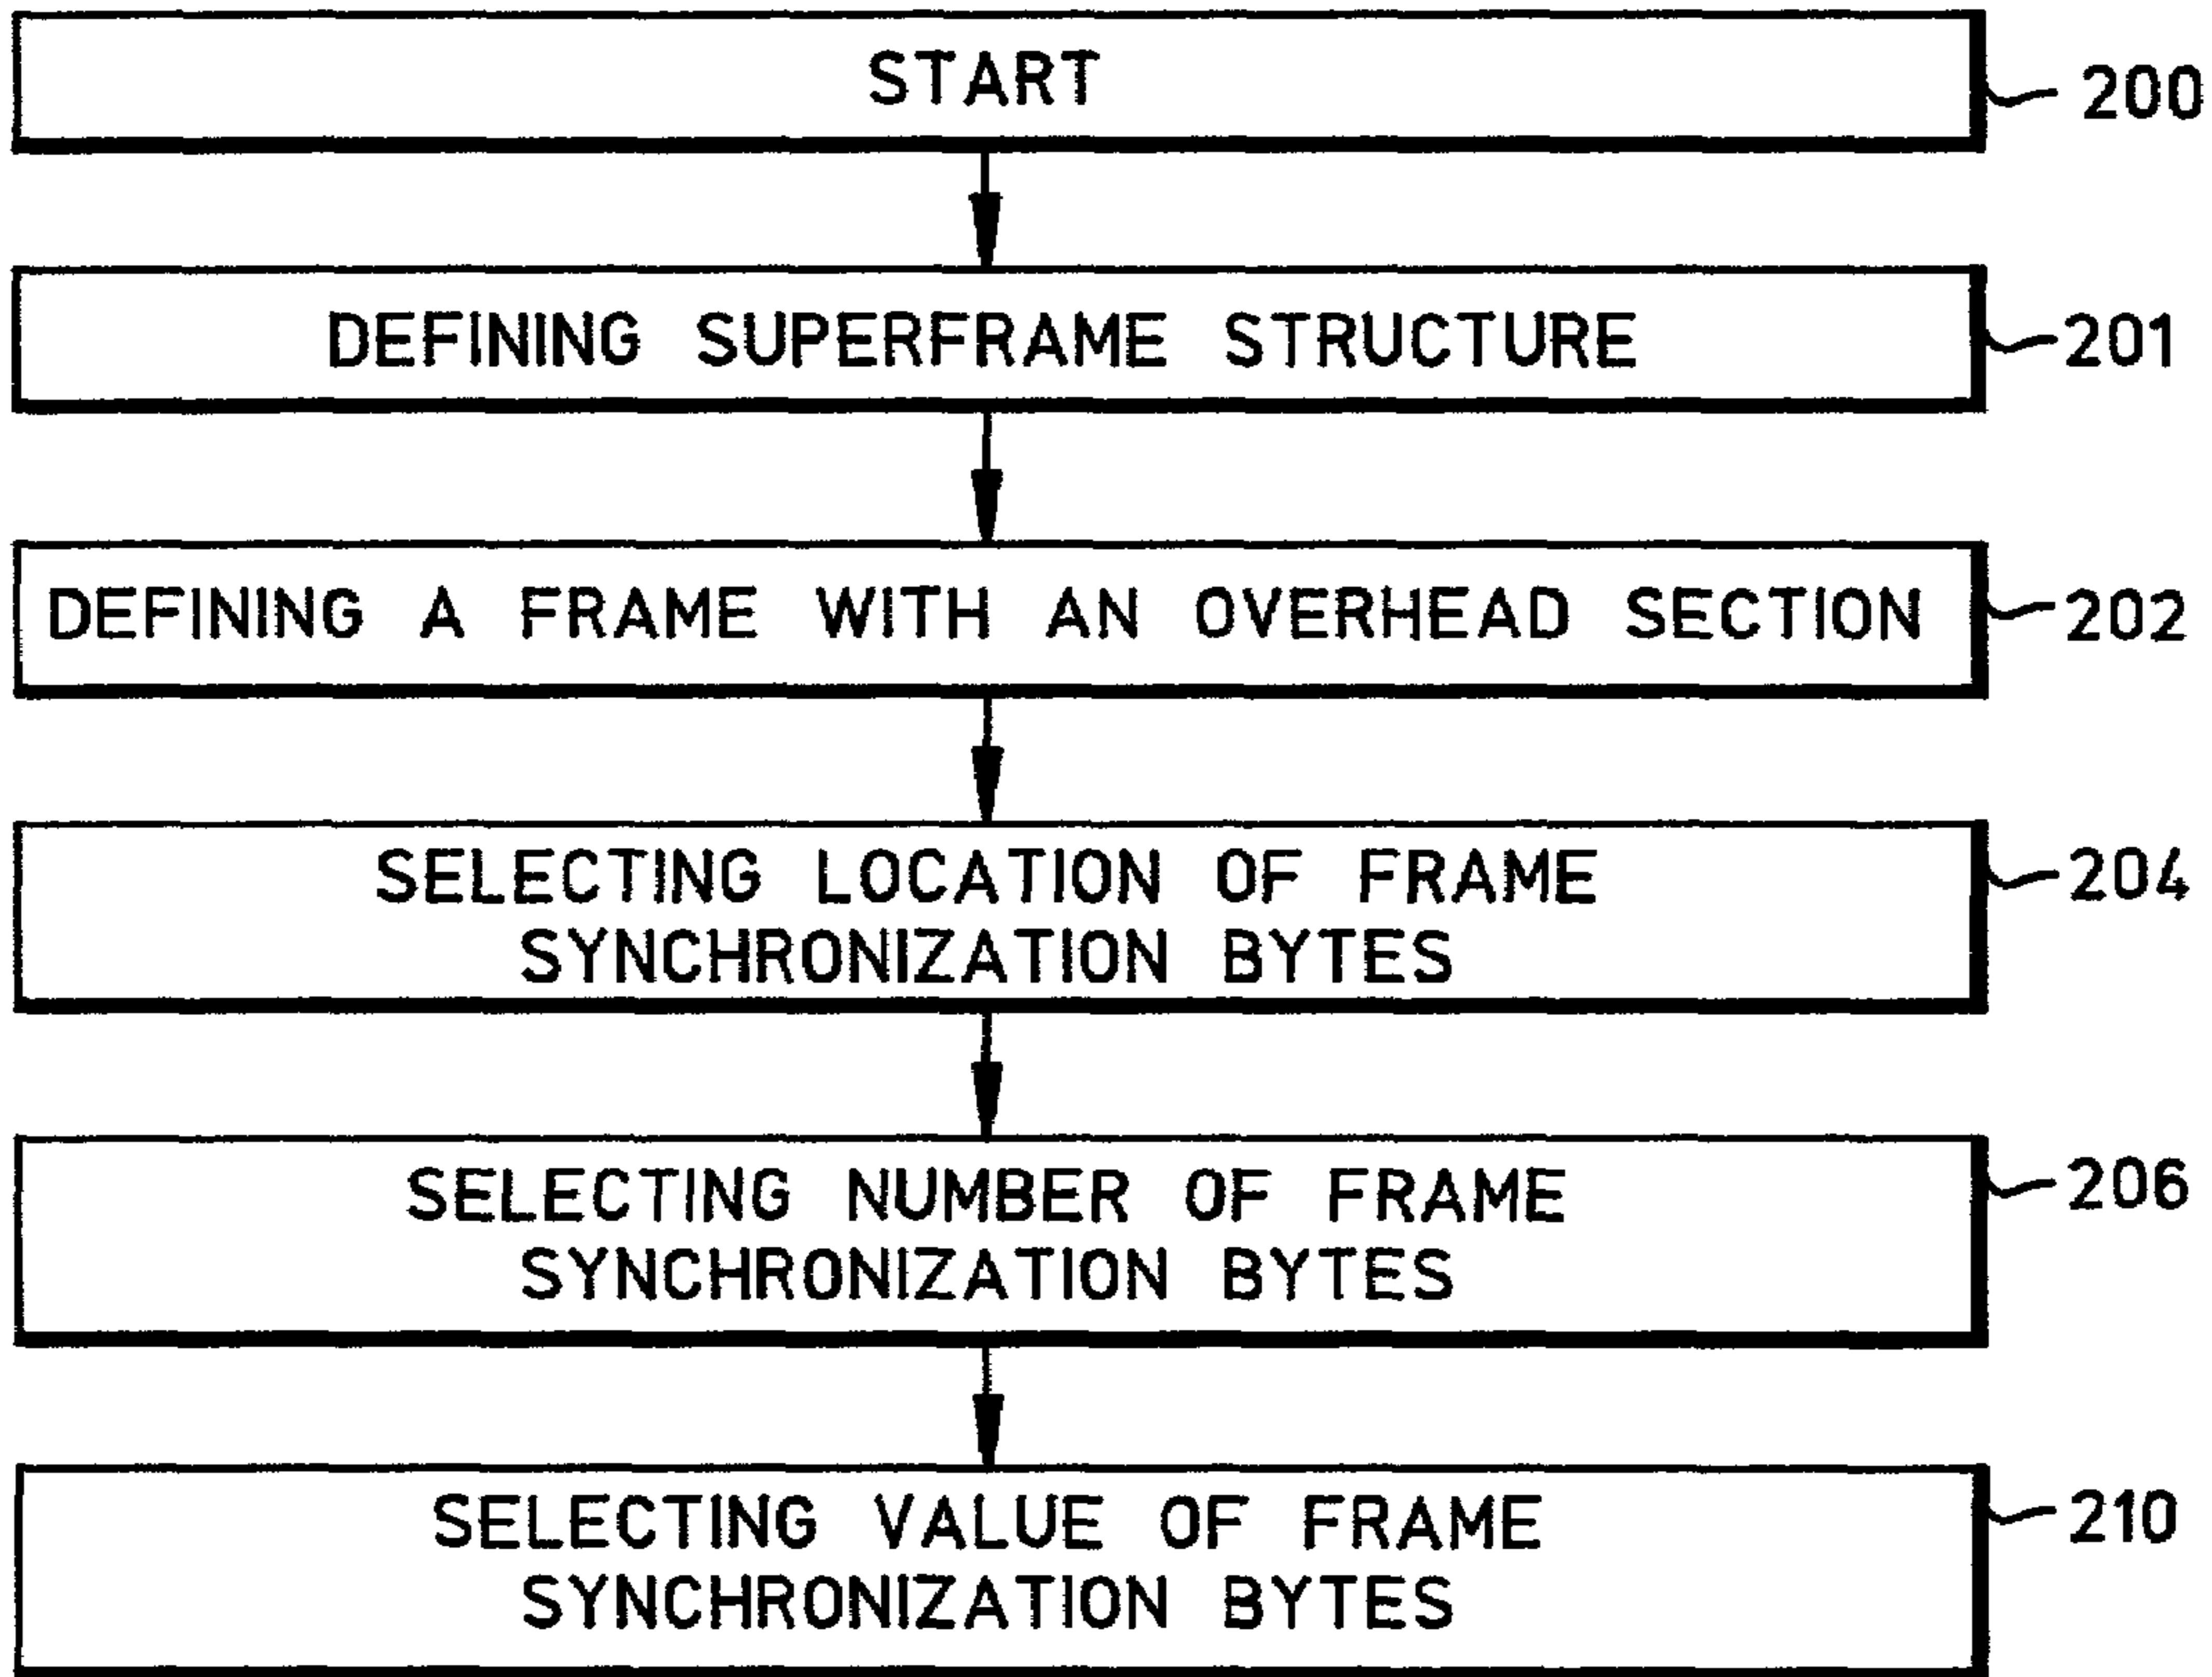 START
200
DEFINING SUPERFRAME STRUCTURE
201
DEFINING A FRAME WITH AN OVERHEAD SECTION
202
SELECTING LOCATION OF FRAME
SYNCHRONIZATION BYTES
204
SELECTING NUMBER OF FRAME
SYNCHRONIZATION BYTES
206
SELECTING VALUE OF FRAME
SYNCHRONIZATION BYTES
210